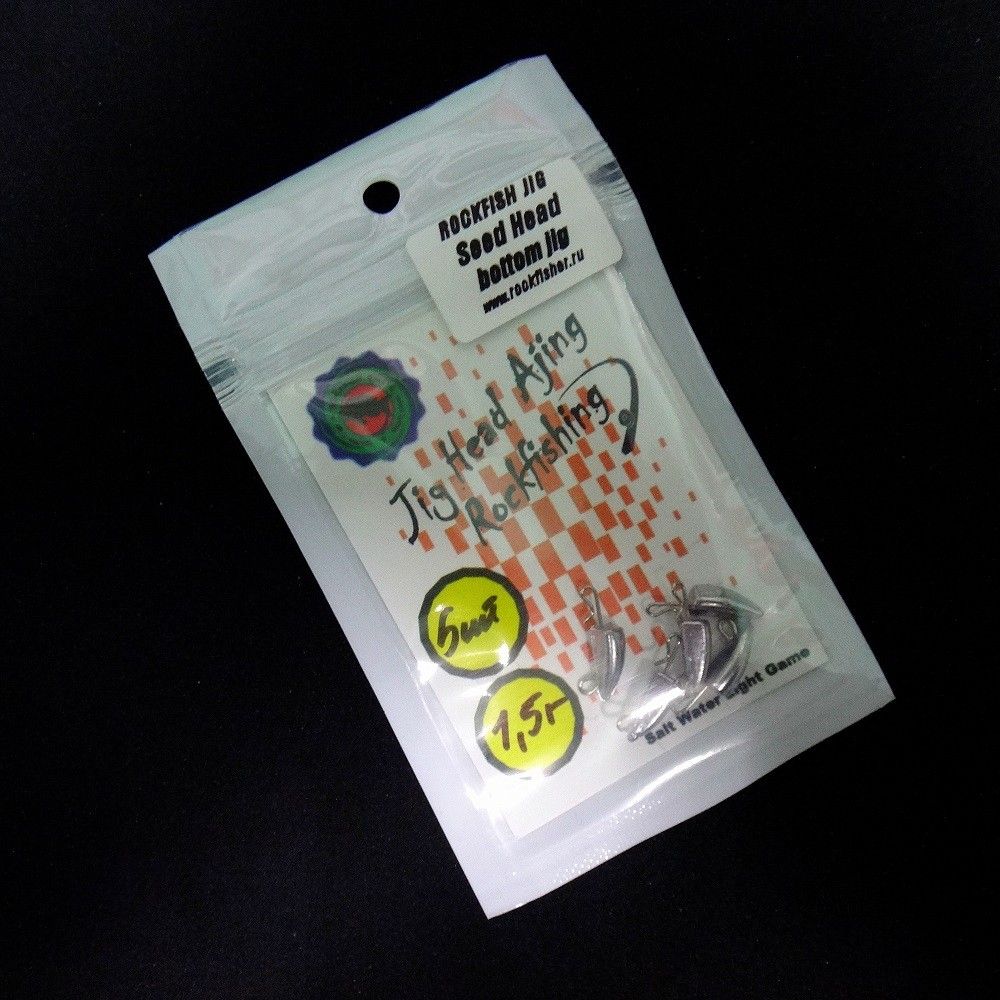 ROCKFISH JIG
Seed Head
bottom jig
www.rockfisher.ru
Jig Head Ajing
Rockfishing
5шт
1,5г
Salt Water Light Game